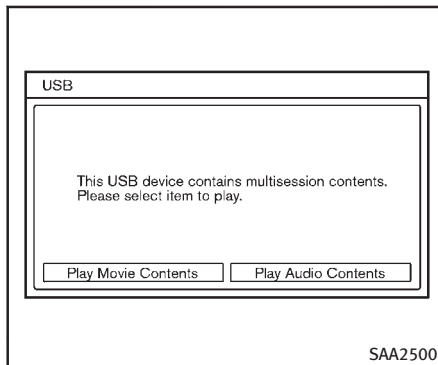 USB
This USB device contains multisession contents.
Please select item to play.
Play Movie Contents
Play Audio Contents
SAA2500